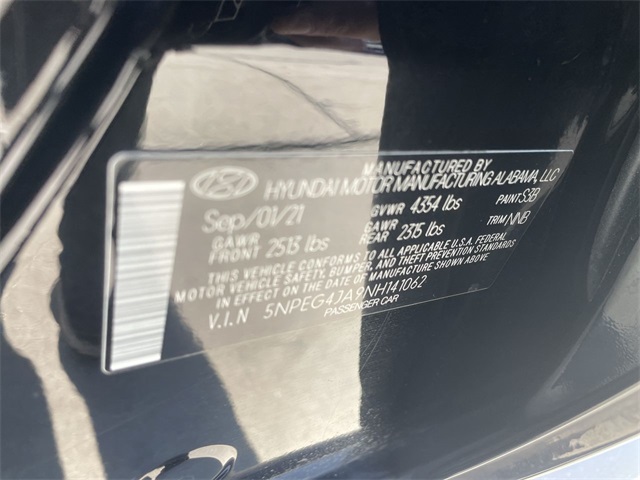 MANUFACTURED BY
HYUNDAI MOTOR MANUFACTURING ALABAMA, LLC
Sep/01/21 GVWR 4354 lbs PAINT S3B
GAWR FRONT 2513 lbs GAWR REAR 2315 lbs TRIM NNB
THIS VEHICLE CONFORMS TO ALL APPLICABLE U.S.A. FEDERAL
MOTOR VEHICLE SAFETY, BUMPER, AND THEFT PREVENTION STANDARDS
IN EFFECT ON THE DATE OF MANUFACTURE SHOWN ABOVE.
V.I.N 5NPEG4JA9NH141062
PASSENGER CAR